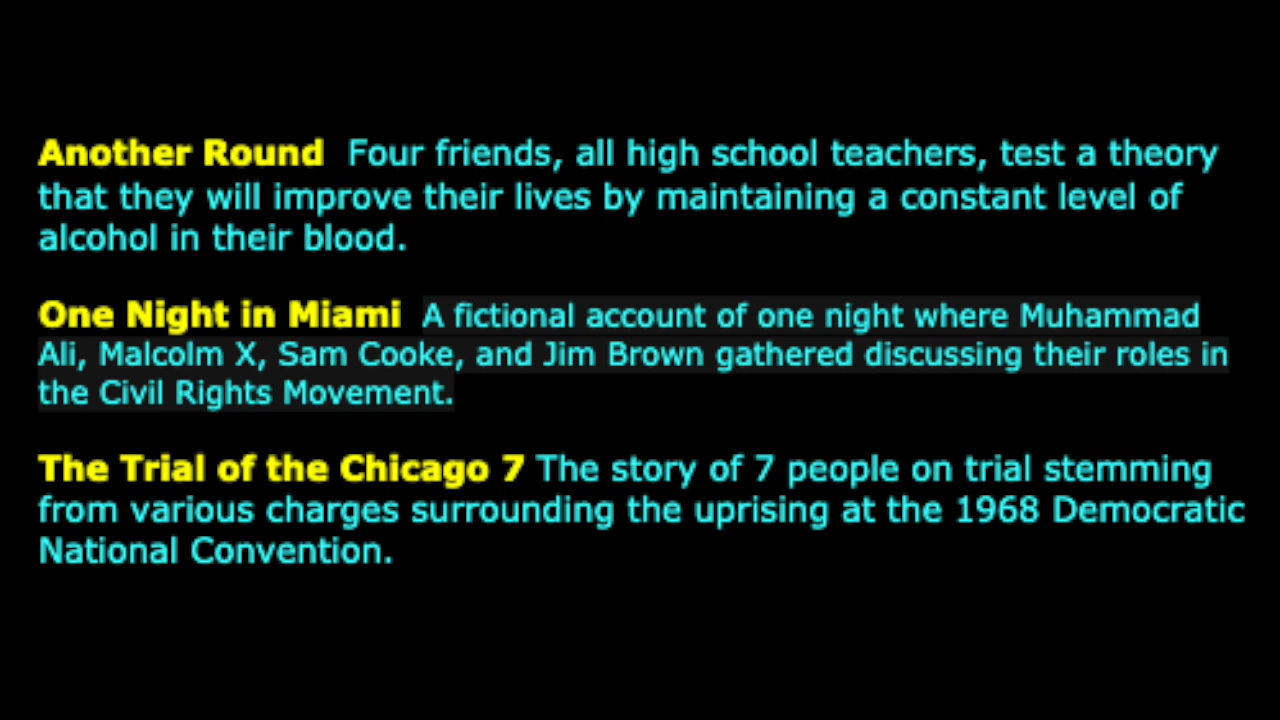 Another Round Four friends, all high school teachers, test a theory
that they will improve their lives by maintaining a constant level of
alcohol in their blood.
One Night in Miami A fictional account of one night where Muhammad
Ali, Malcolm X, Sam Cooke, and Jim Brown gathered discussing their roles in
the Civil Rights Movement.
The Trial of the Chicago 7 The story of 7 people on trial stemming
from various charges surrounding the uprising at the 1968 Democratic
National Convention.